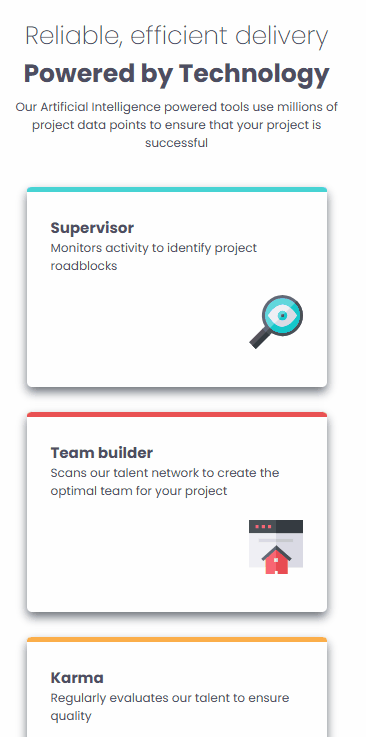 Reliable, efficient delivery
Powered by Technology
Our Artificial Intelligence powered tools use millions of
project data points to ensure that your project is
successful
Supervisor
Monitors activity to identify project
roadblocks
Team builder
Scans our talent network to create the
optimal team for your project
Karma
Regularly evaluates our talent to ensure
quality